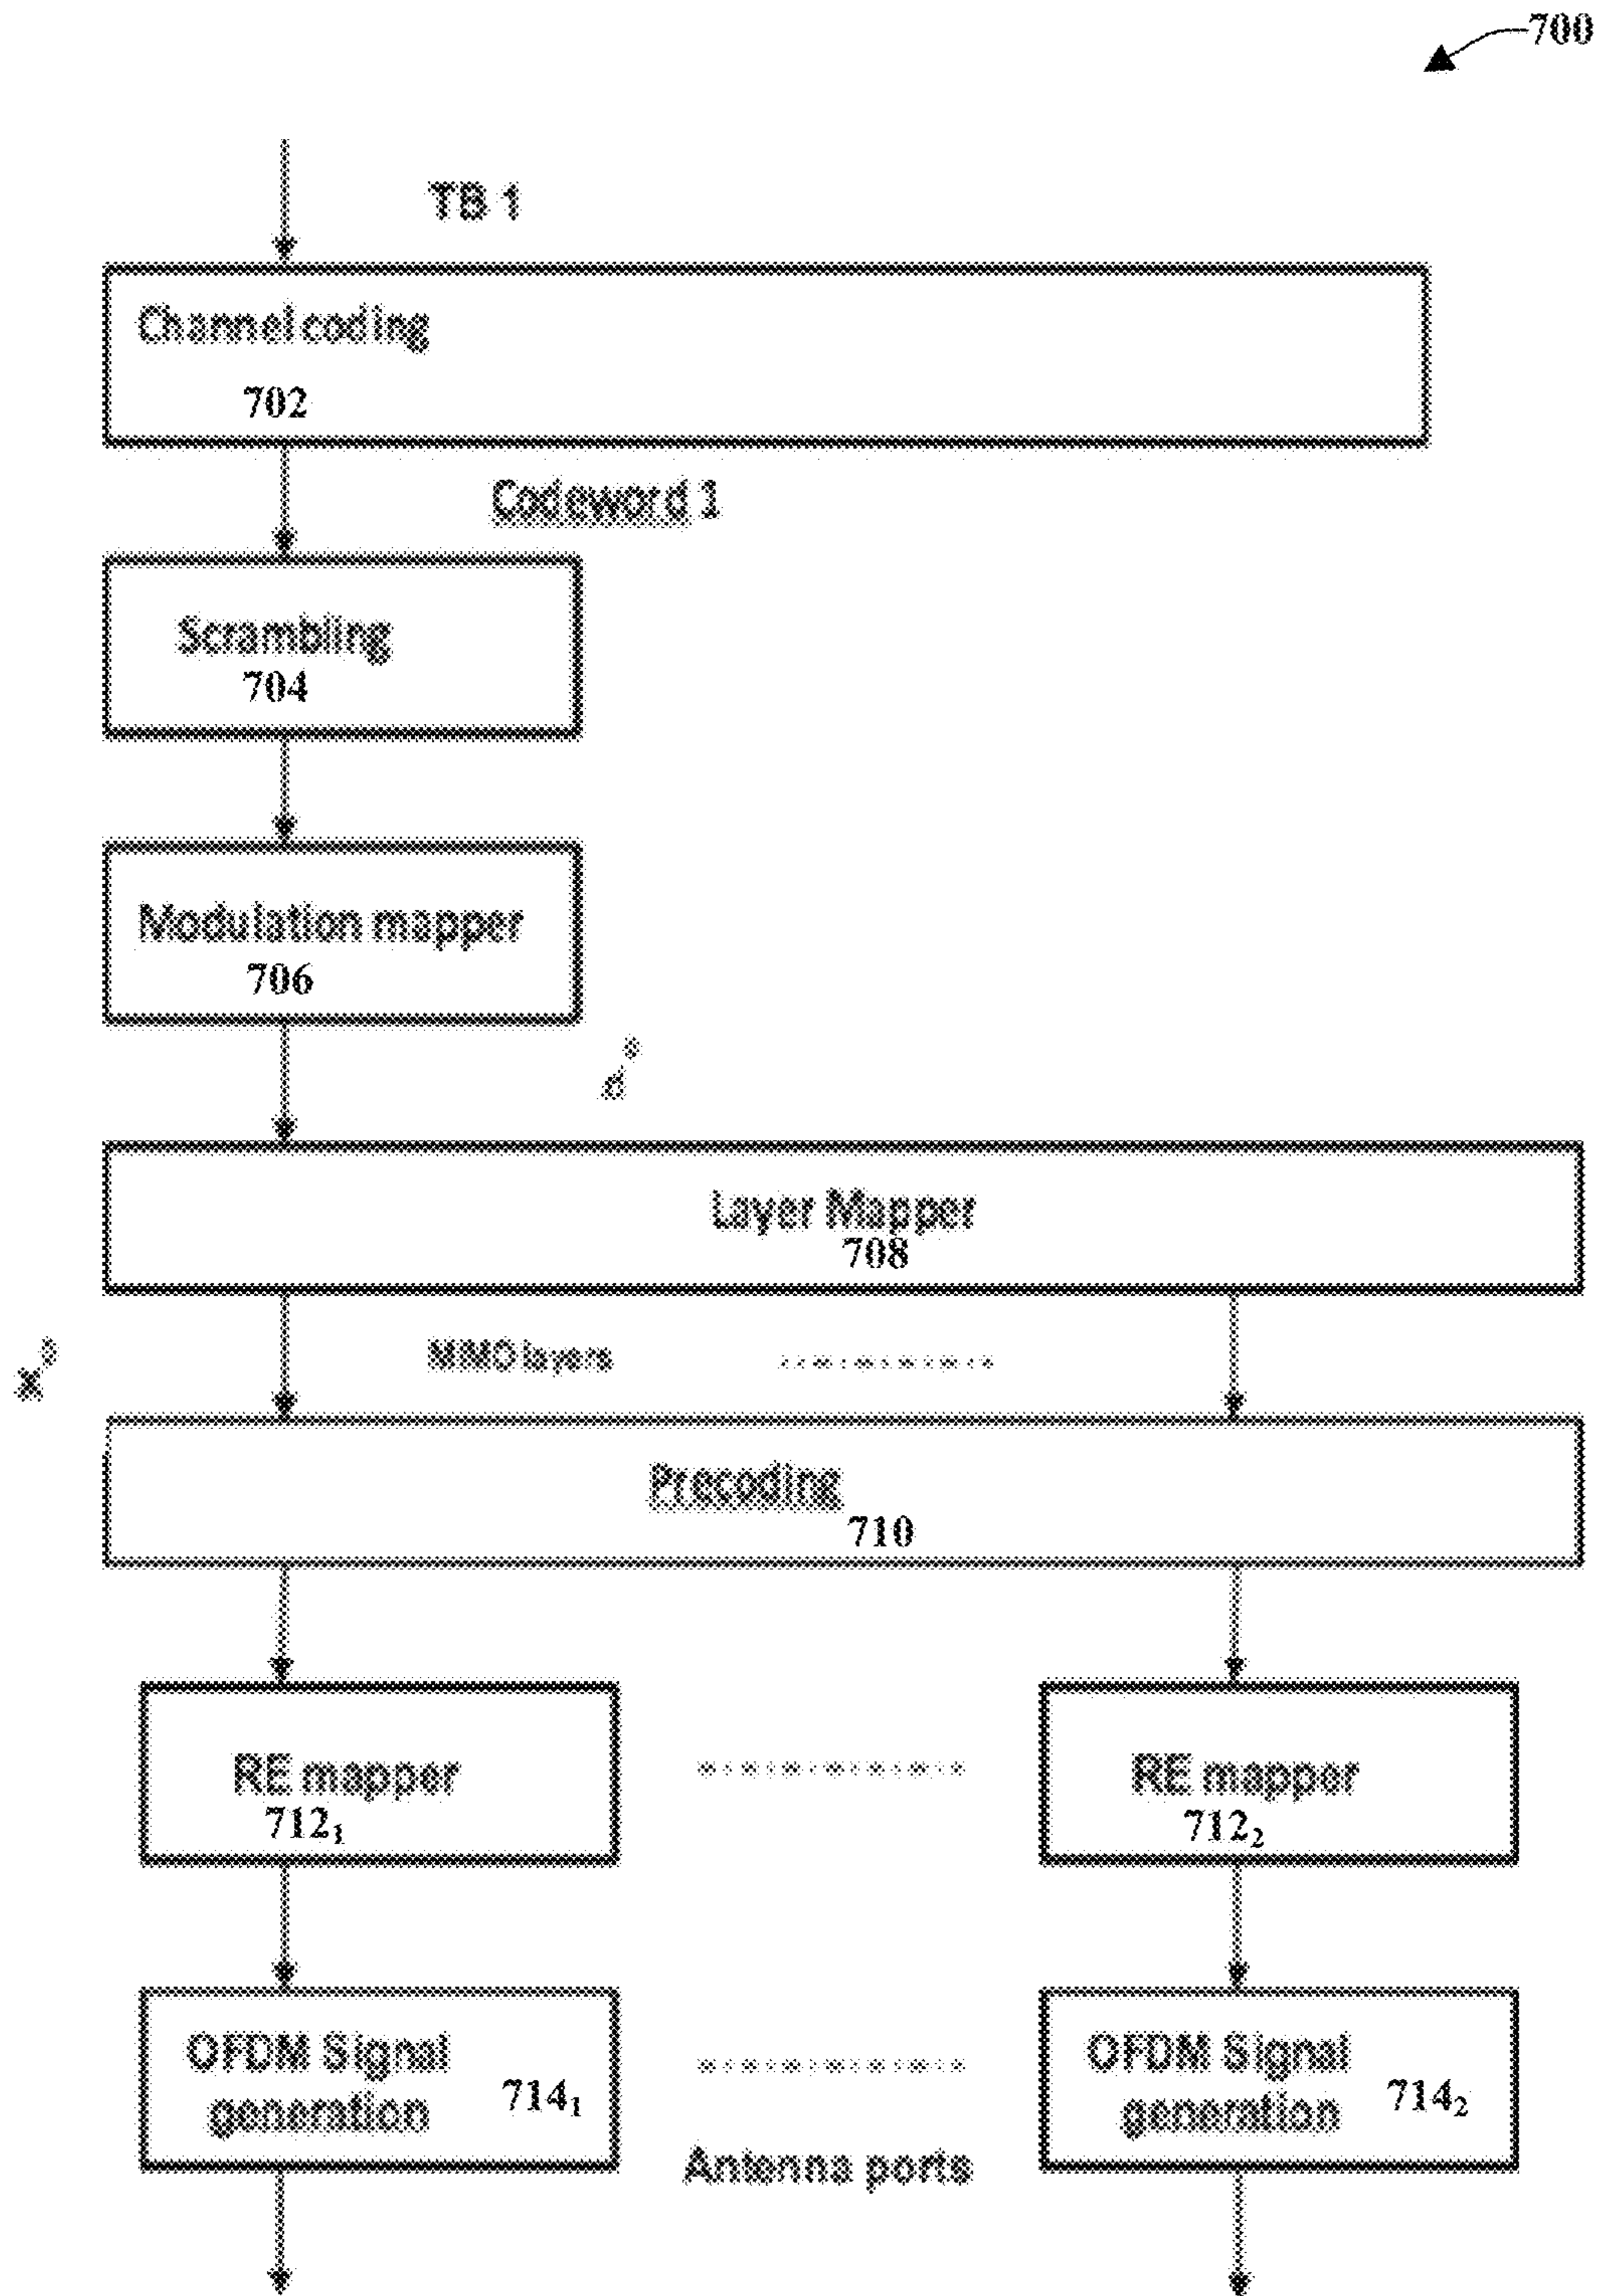 700
TB 1
Channel coding
702
Codeword 1
Scrambling
704
Modulation mapper
706
Layer Mapper
708
MIMO layers
x
Precoding
710
RE mapper
712₁
RE mapper
712₂
OFDM Signal
generation
714₁
OFDM Signal
generation
714₂
Antenna ports